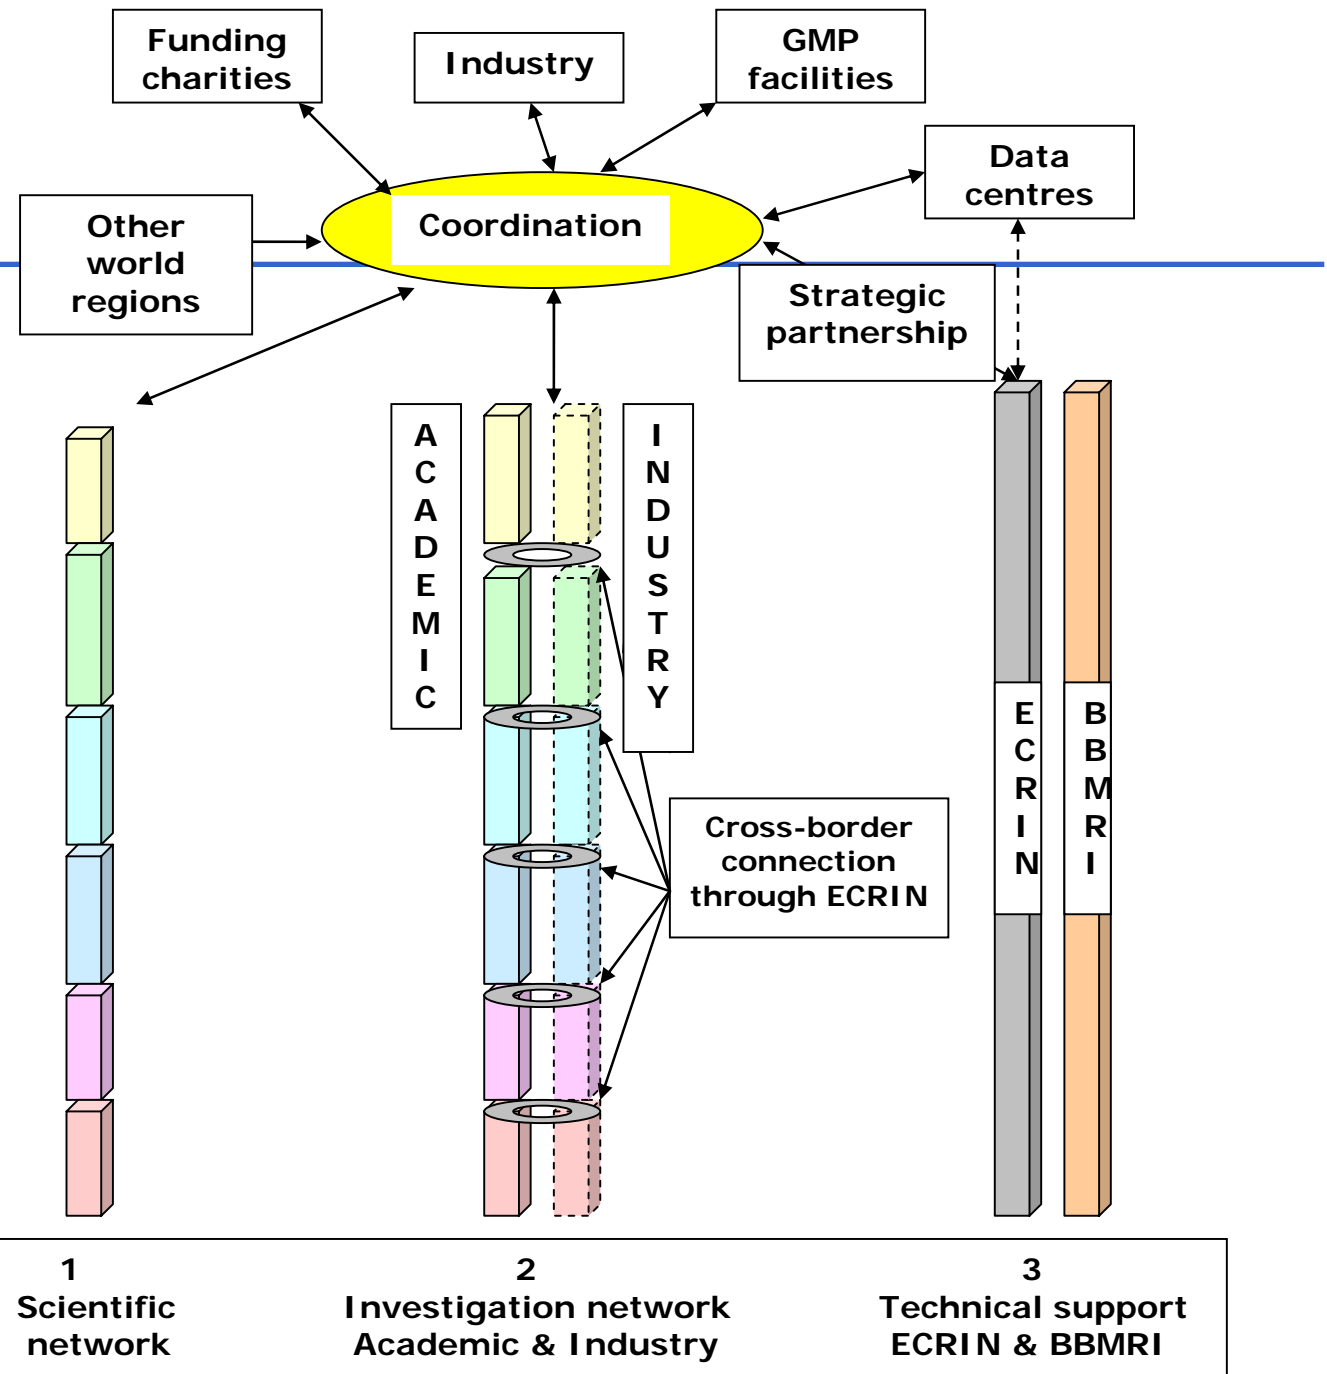 Funding
charities
Industry
GMP
facilities
Data
centres
Other
world
regions
Coordination
Strategic
partnership
A
C
A
D
E
M
I
C
I
N
D
U
S
T
R
Y
E
C
R
I
N
B
B
M
R
I
Cross-border
connection
through ECRIN
1
Scientific
network
2
Investigation network
Academic & Industry
3
Technical support
ECRIN & BBMRI